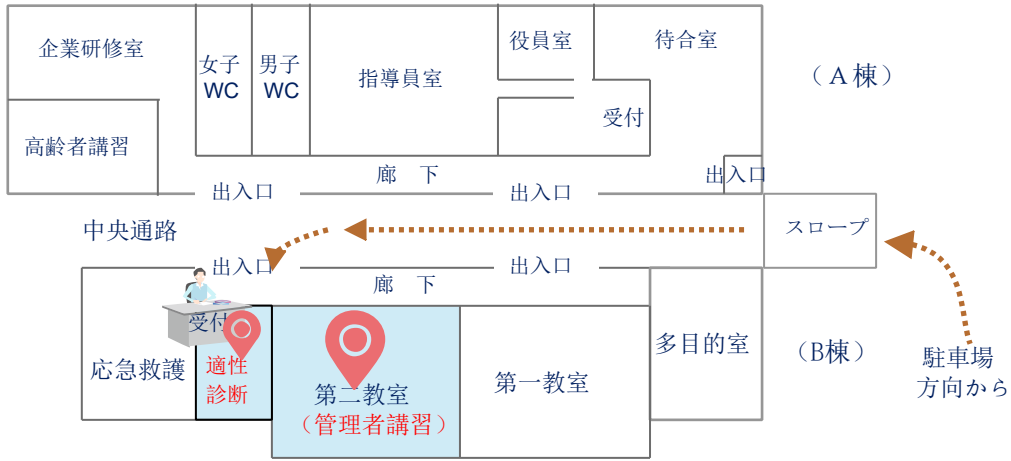 企業研修室
高齢者講習
女子
WC
男子
WC
指導員室
役員室
待合室
受付
（Ａ棟）
廊　下
出入口
出入口
出入口
中央通路
スロープ
出入口
出入口
廊　下
受付
応急救護
適性
診断
第二教室
（管理者講習）
第一教室
多目的室
（B棟）
駐車場
方向から